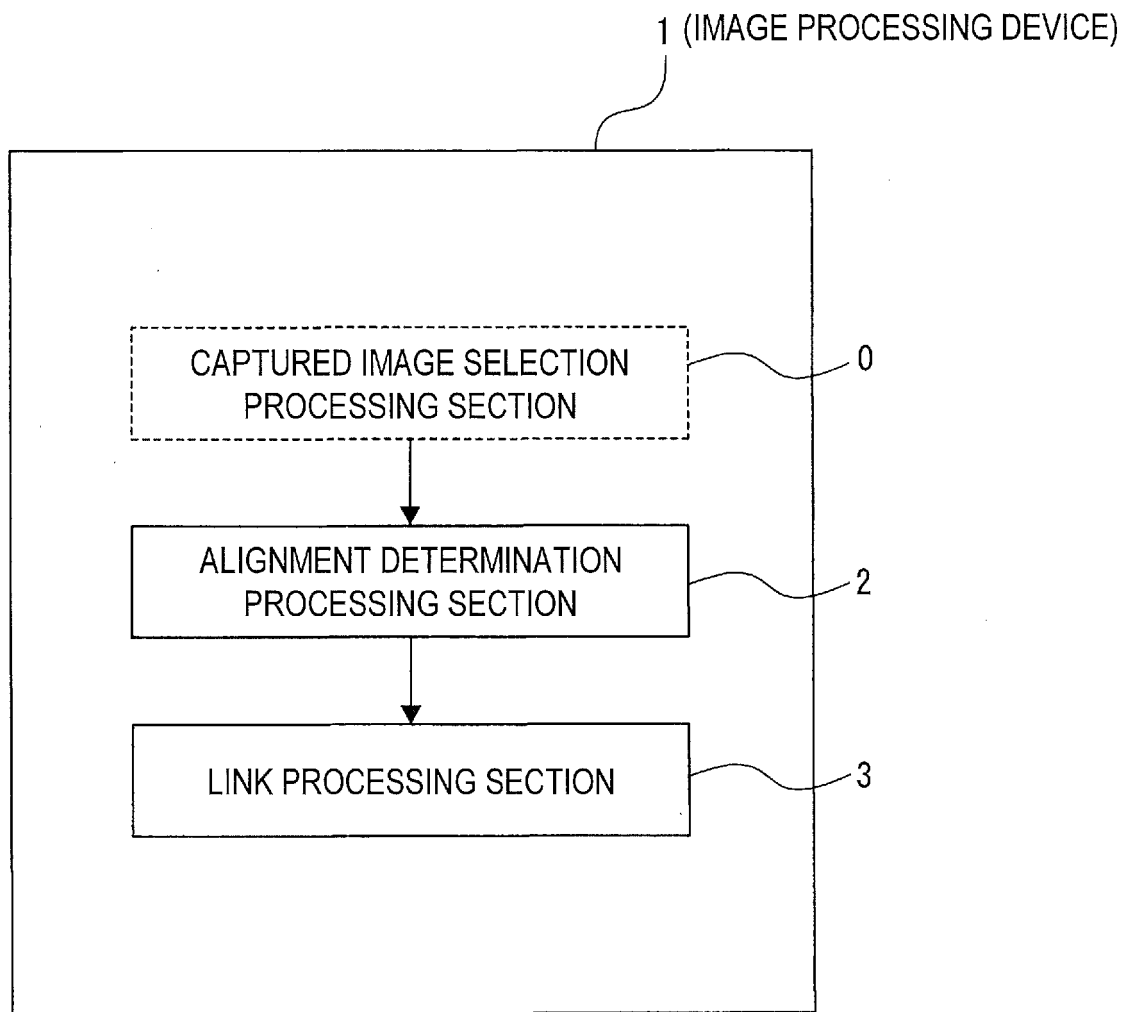 1 (IMAGE PROCESSING DEVICE)
CAPTURED IMAGE SELECTION
PROCESSING SECTION
0
ALIGNMENT DETERMINATION
PROCESSING SECTION
2
LINK PROCESSING SECTION
3